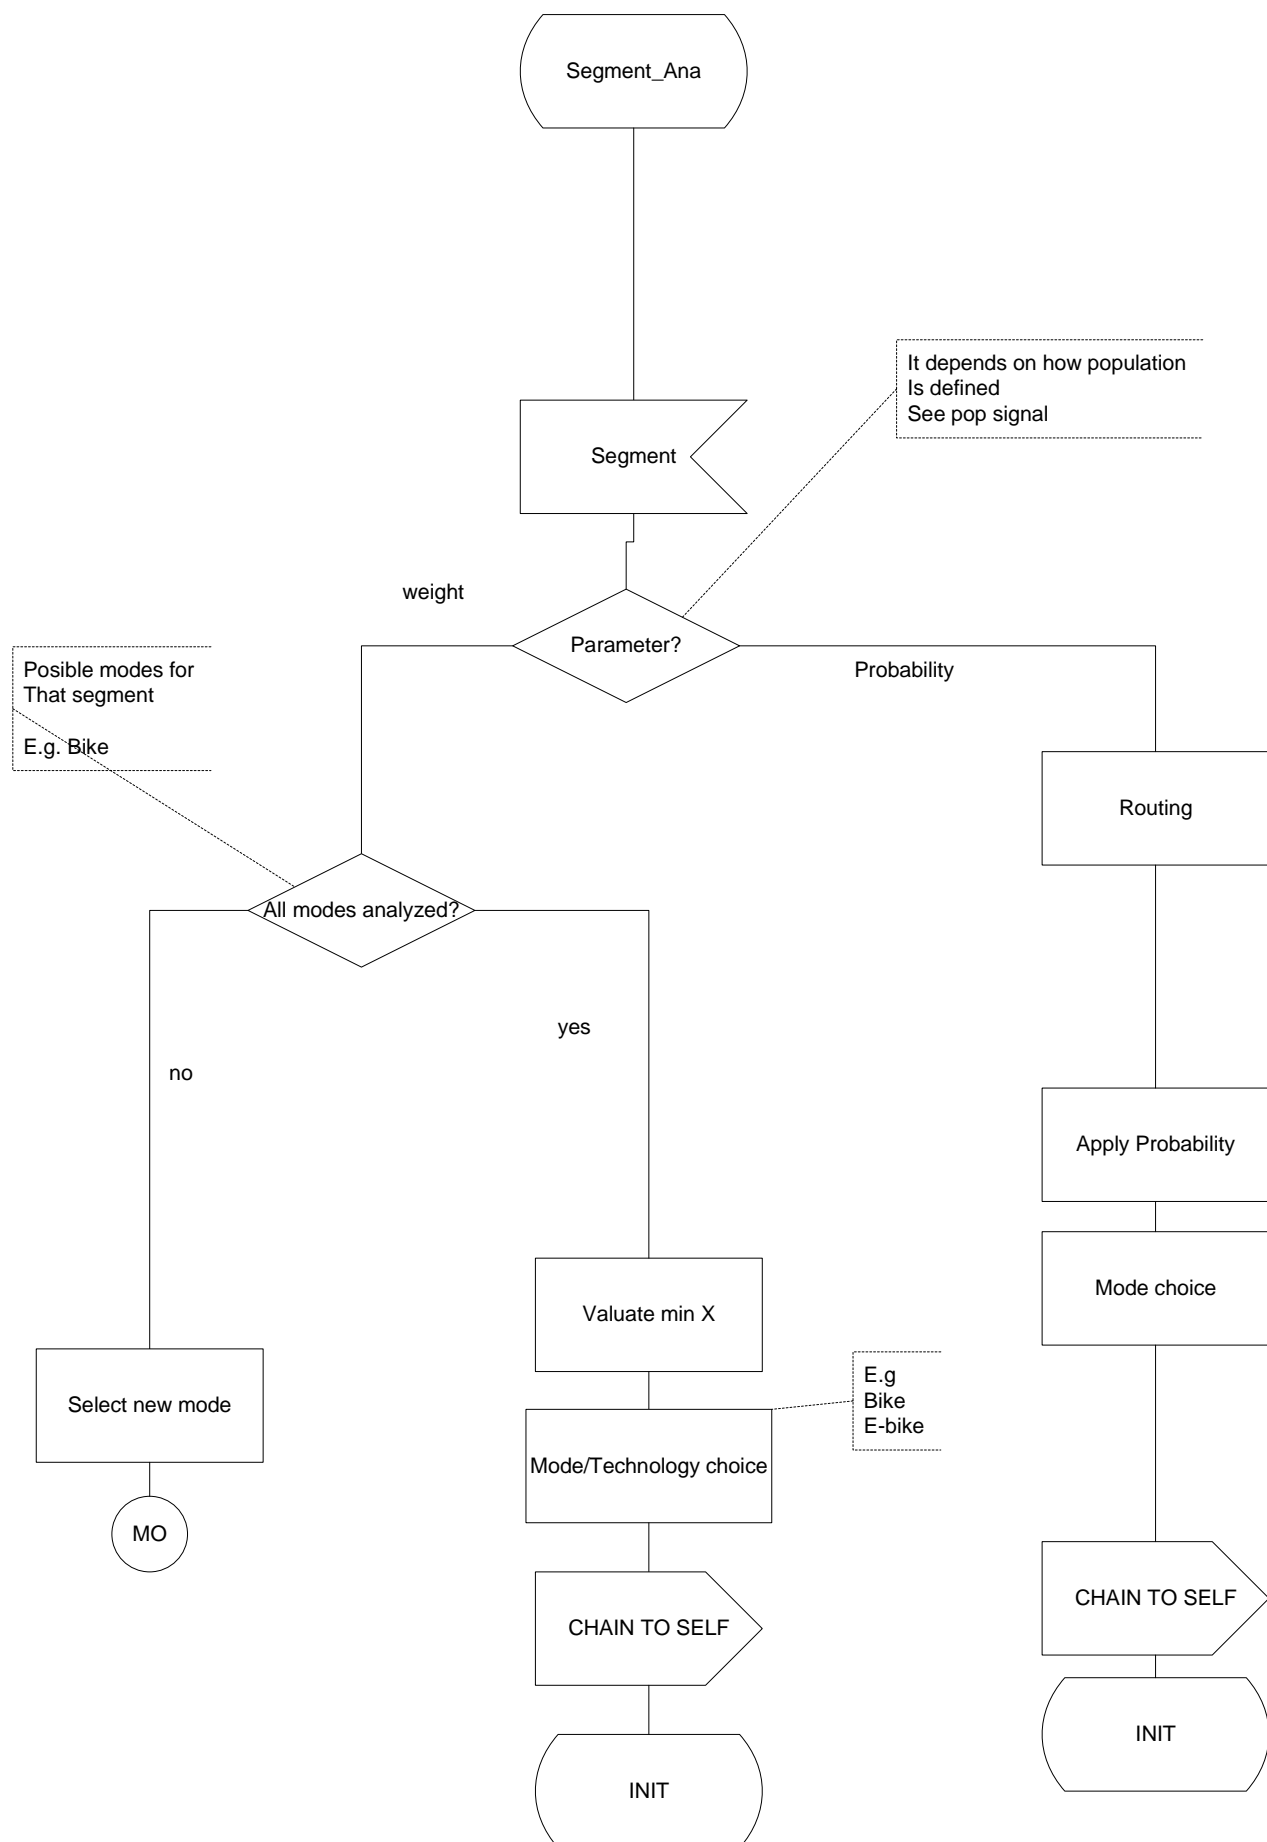 Segment_Ana
It depends on how population
Is defined
See pop signal
Segment
weight
Parameter?
Probability
Posible modes for
That segment
E.g. Bike
Routing
All modes analyzed?
yes
no
Apply Probability
Mode choice
Valuate min X
Select new mode
E.g
Bike
E-bike
Mode/Technology choice
MO
CHAIN TO SELF
CHAIN TO SELF
INIT
INIT